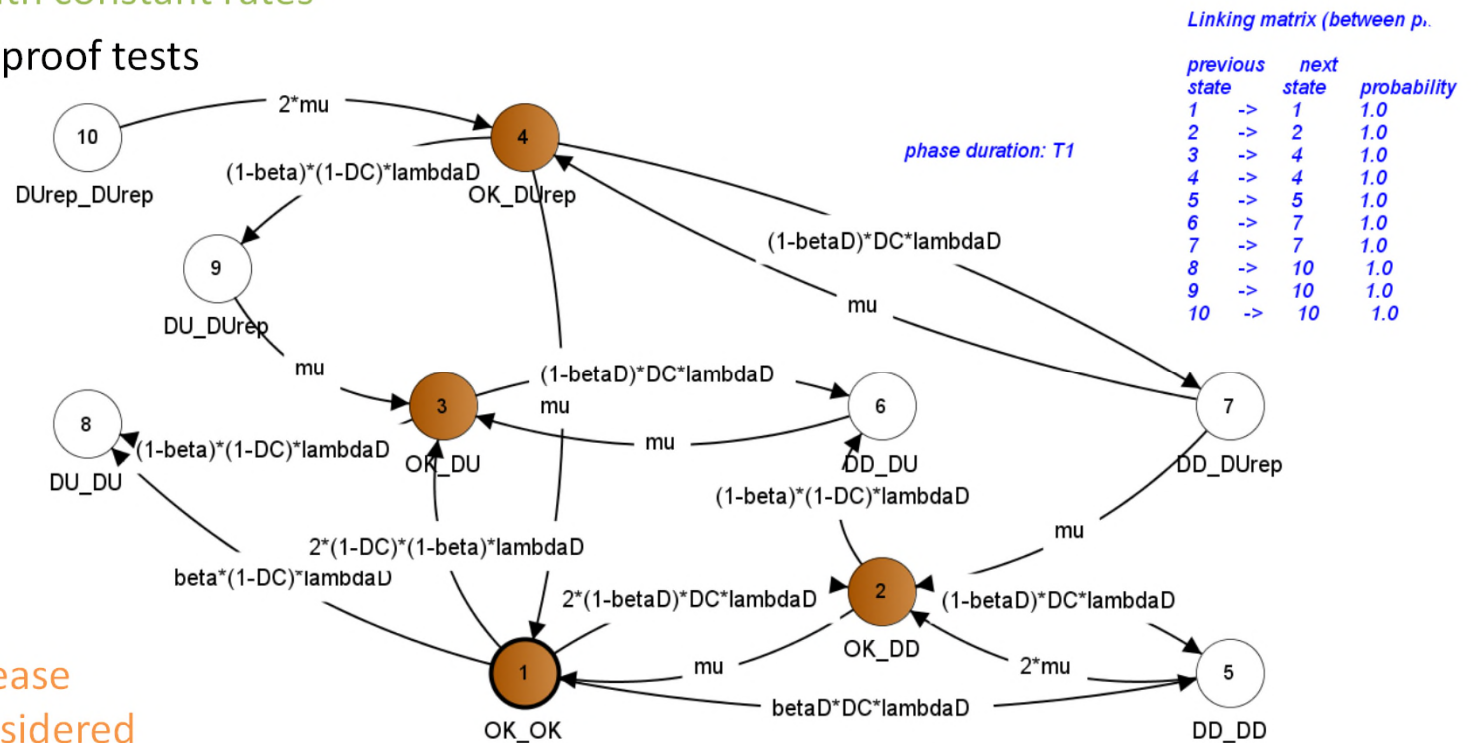 th constant rates
proof tests
Linking matrix (between p
previous next
state state probability
1 -> 1 1.0
2 -> 2 1.0
3 -> 4 1.0
4 -> 4 1.0
5 -> 5 1.0
6 -> 7 1.0
7 -> 7 1.0
8 -> 10 1.0
9 -> 10 1.0
10 -> 10 1.0
phase duration: T1
2*mu
10
4
DUrep_DUrep
(1-beta)*(1-DC)*lambdaD
OK_DUrep
(1-betaD)*DC*lambdaD
9
mu
DU_DUrep
mu
(1-betaD)*DC*lambdaD
mu
8
3
6
7
(1-beta)*(1-DC)*lambdaD
mu
OK_DU
DD_DU
DD_DUrep
DU_DU
(1-beta)*(1-DC)*lambdaD
mu
2*(1-DC)*(1-beta)*lambdaD
beta*(1-DC)*lambdaD
2*(1-betaD)*DC*lambdaD
2
(1-betaD)*DC*lambdaD
OK_DD
mu
2*mu
1
5
betaD*DC*lambdaD
OK_OK
DD_DD
ease
sidered